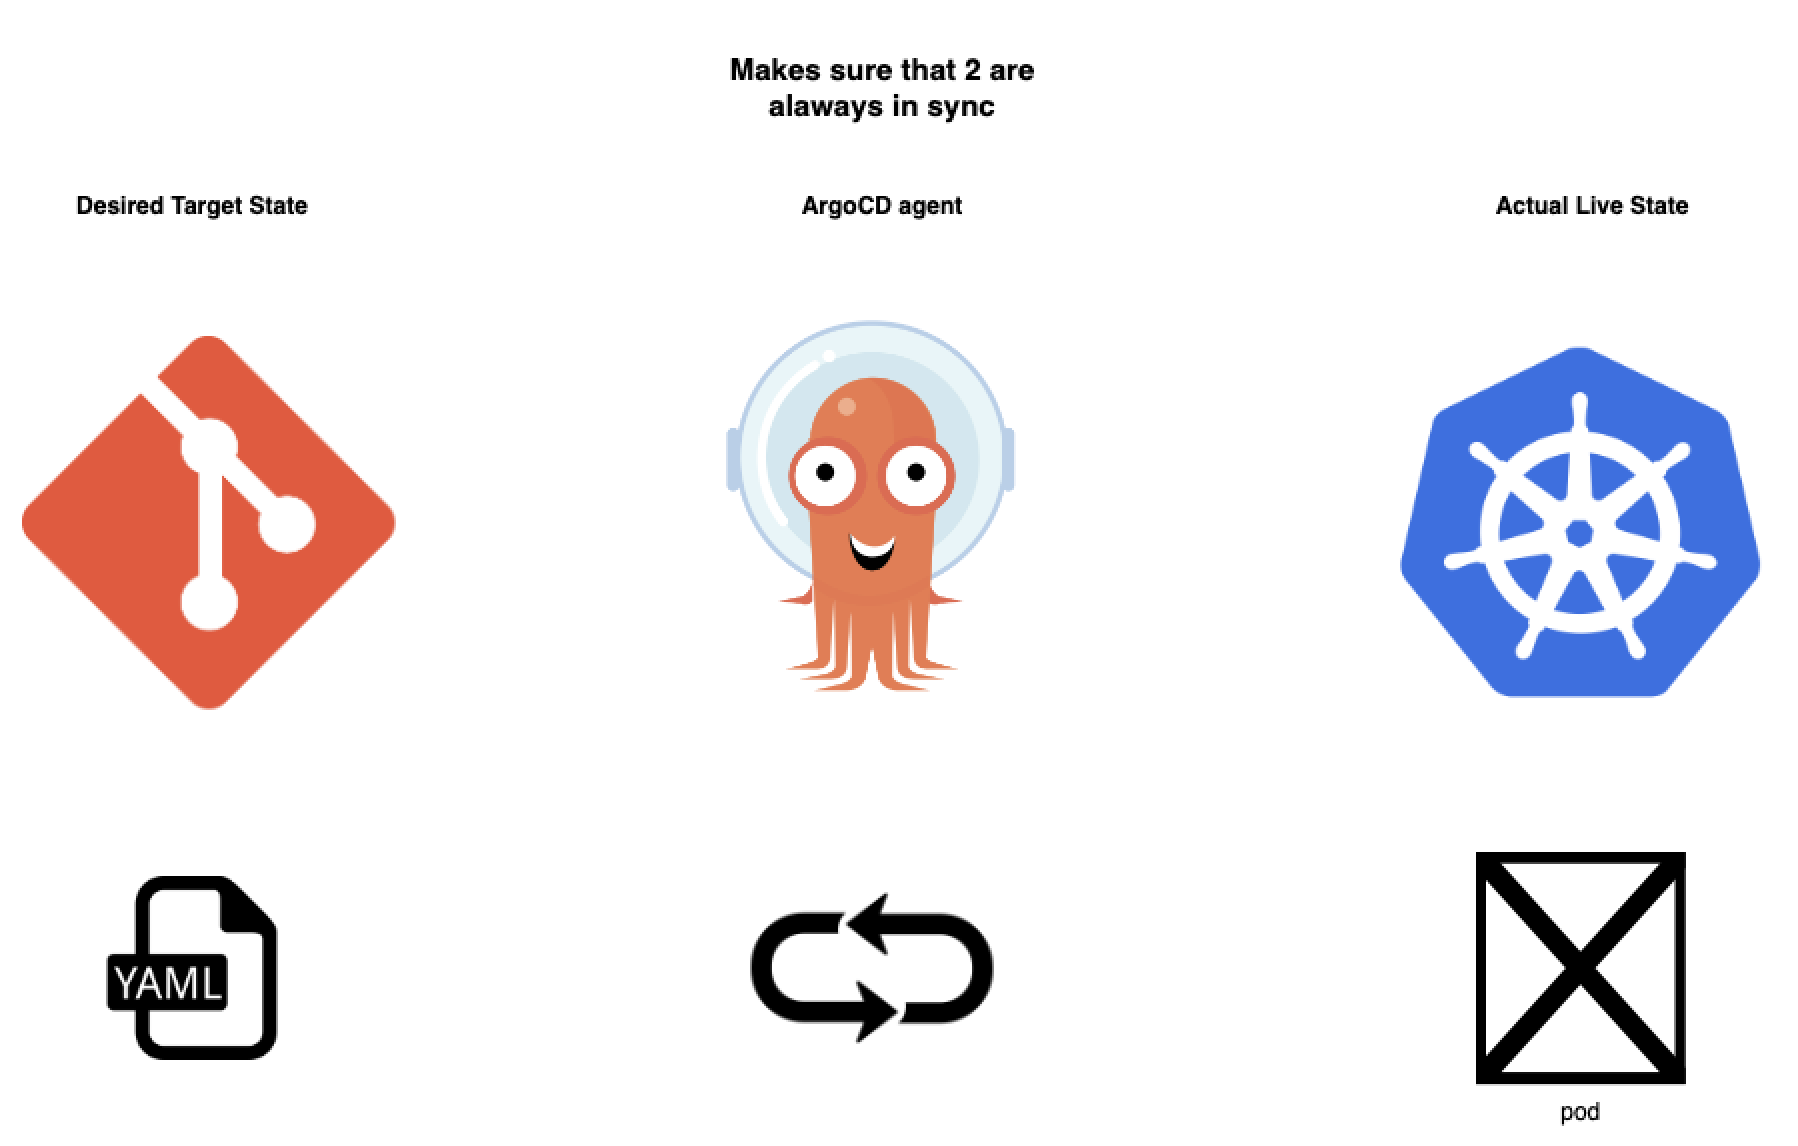 Makes sure that 2 are
alaways in sync
Desired Target State
ArgoCD agent
Actual Live State
YAML
pod